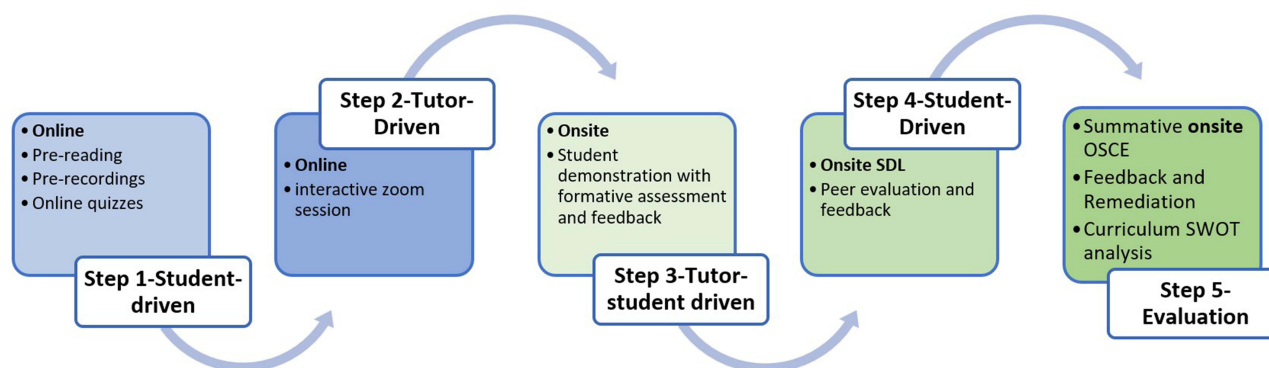 • Online
• Pre-reading
• Pre-recordings
• Online quizzes
Step 1-Student-
driven
Step 2-Tutor-
Driven
• Online
• interactive zoom
session
• Onsite
• Student
demonstration with
formative assessment
and feedback
Step 3-Tutor-
student driven
Step 4-Student-
Driven
• Onsite SDL
• Peer evaluation and
feedback
• Summative onsite
OSCE
• Feedback and
Remediation
• Curriculum SWOT
analysis
Step 5-
Evaluation